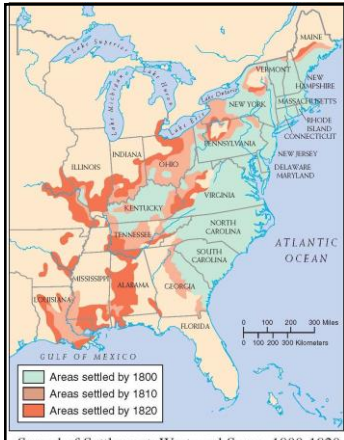 Lake Superior
MAINE
Lake Michigan
Lake Huron
Lake Ontario
VERMONT
NEW
HAMPSHIRE
NEW YORK
MASSACHUSETTS
Lake Erie
RHODE
ISLAND
CONNECTICUT
PENNSYLVANIA
NEW JERSEY
DELAWARE
MARYLAND
ILLINOIS
INDIANA
OHIO
VIRGINIA
KENTUCKY
NORTH
CAROLINA
TENNESSEE
SOUTH
CAROLINA
ATLANTIC
OCEAN
MISSISSIPPI
ALABAMA
GEORGIA
LOUISIANA
FLORIDA
0 100 200 300 Miles
0 100 200 300 Kilometers
GULF OF MEXICO
Areas settled by 1800
Areas settled by 1810
Areas settled by 1820